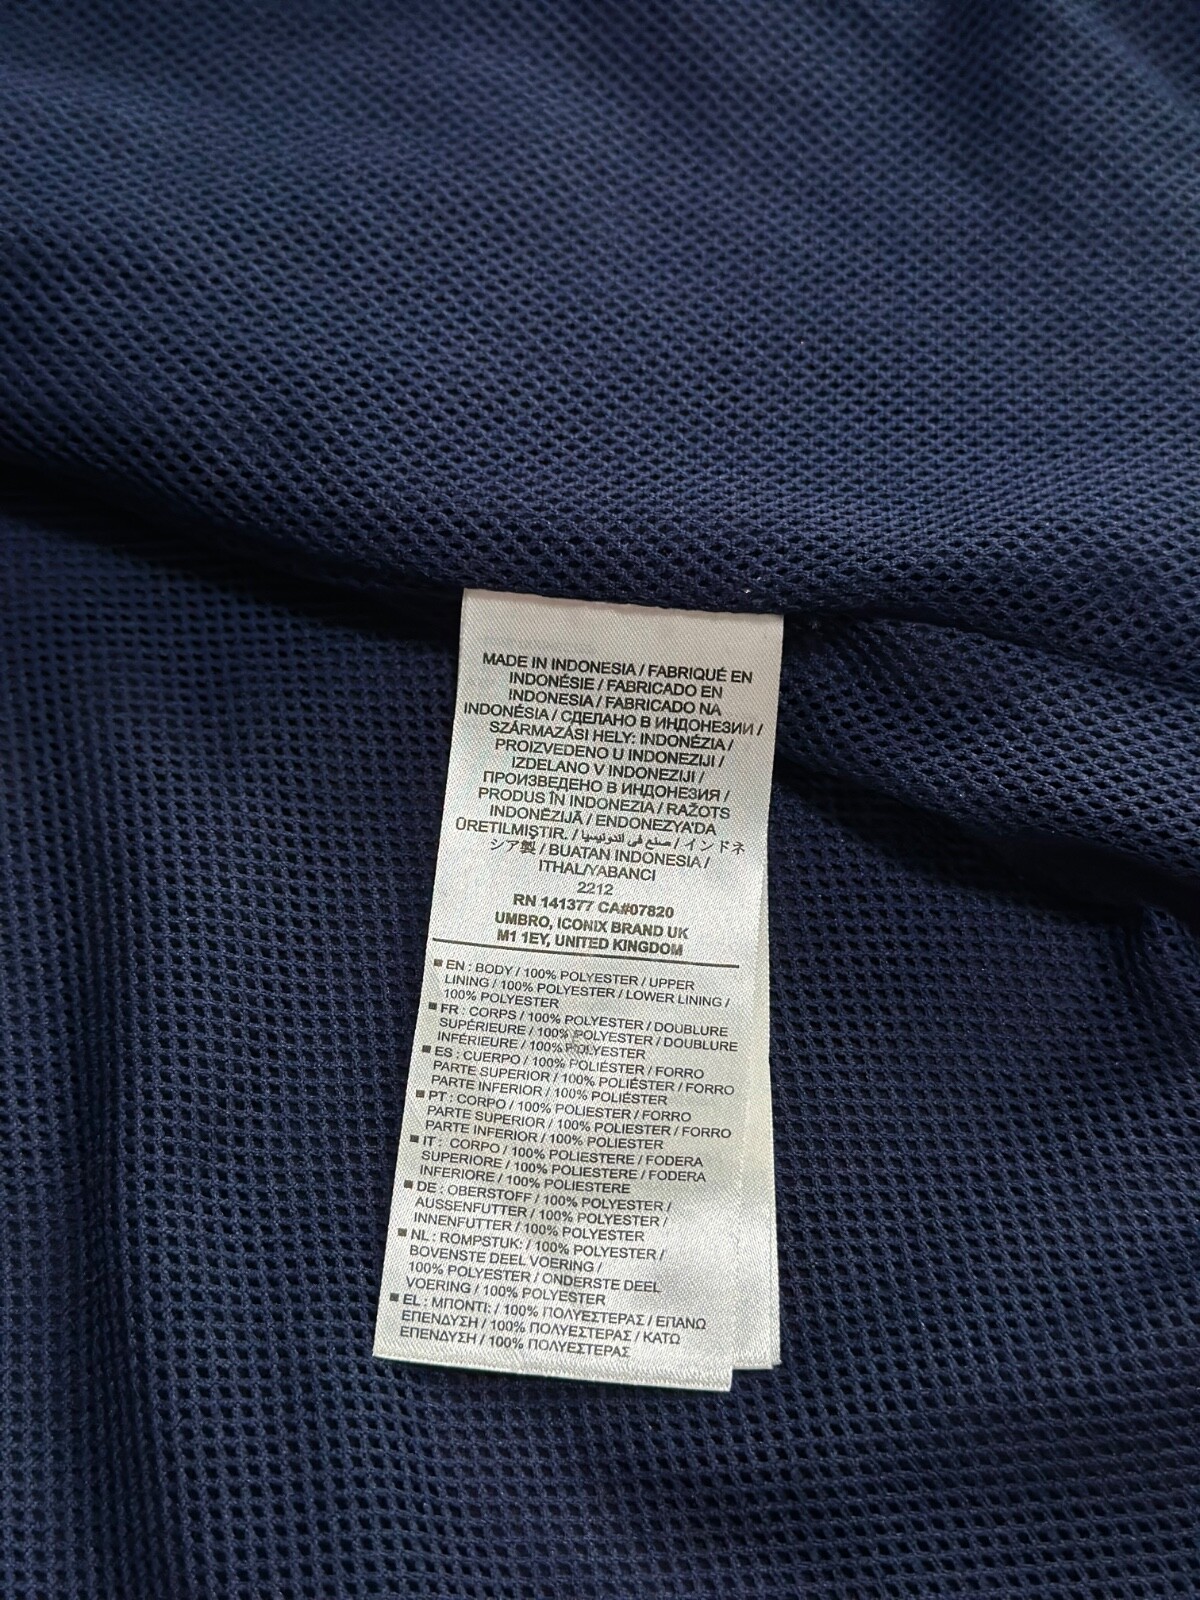 MADE IN INDONESIA / FABRIQUÉ EN
INDONÉSIE / FABRICADO EN
INDONESIA / FABRICADO NA
INDONÉSIA / СДЕЛАНО В ИНДОНЕЗИИ /
SZÁRMAZÁSI HELY: INDONÉZIA /
PROIZVEDENO U INDONEZIJI /
IZDELANO V INDONEZIJI /
ПРОИЗВЕДЕНО В ИНДОНЕЗИЯ /
PRODUS ÎN INDONEZIA / RAŽOTS
INDONĒZIJĀ / ENDONEZYA'DA
ÜRETILMIŞTIR. / صنع في اندونيسيا / インドネ
シア製 / BUATAN INDONESIA /
ITHAL/YABANCI
2212
RN 141377 CA#07820
UMBRO, ICONIX BRAND UK
M1 1EY, UNITED KINGDOM
■ EN : BODY / 100% POLYESTER / UPPER
LINING / 100% POLYESTER / LOWER LINING /
100% POLYESTER
■ FR : CORPS / 100% POLYESTER / DOUBLURE
SUPÉRIEURE / 100% POLYESTER / DOUBLURE
INFÉRIEURE / 100% POLYESTER
■ ES : CUERPO / 100% POLIÉSTER / FORRO
PARTE SUPERIOR / 100% POLIÉSTER / FORRO
PARTE INFERIOR / 100% POLIÉSTER
■ PT : CORPO / 100% POLIESTER / FORRO
PARTE SUPERIOR / 100% POLIESTER / FORRO
PARTE INFERIOR / 100% POLIESTER
■ IT : CORPO / 100% POLIESTERE / FODERA
SUPERIORE / 100% POLIESTERE / FODERA
INFERIORE / 100% POLIESTERE
■ DE : OBERSTOFF / 100% POLYESTER /
AUSSENFUTTER / 100% POLYESTER /
INNENFUTTER / 100% POLYESTER
■ NL : ROMPSTUK: / 100% POLYESTER /
BOVENSTE DEEL VOERING /
100% POLYESTER / ONDERSTE DEEL
VOERING / 100% POLYESTER
■ EL : ΜΠΟΝΤΙ: / 100% ΠΟΛΥΕΣΤΕΡΑΣ / ΕΠΑΝΩ
ΕΠΕΝΔΥΣΗ / 100% ΠΟΛΥΕΣΤΕΡΑΣ / ΚΑΤΩ
ΕΠΕΝΔΥΣΗ / 100% ΠΟΛΥΕΣΤΕΡΑΣ